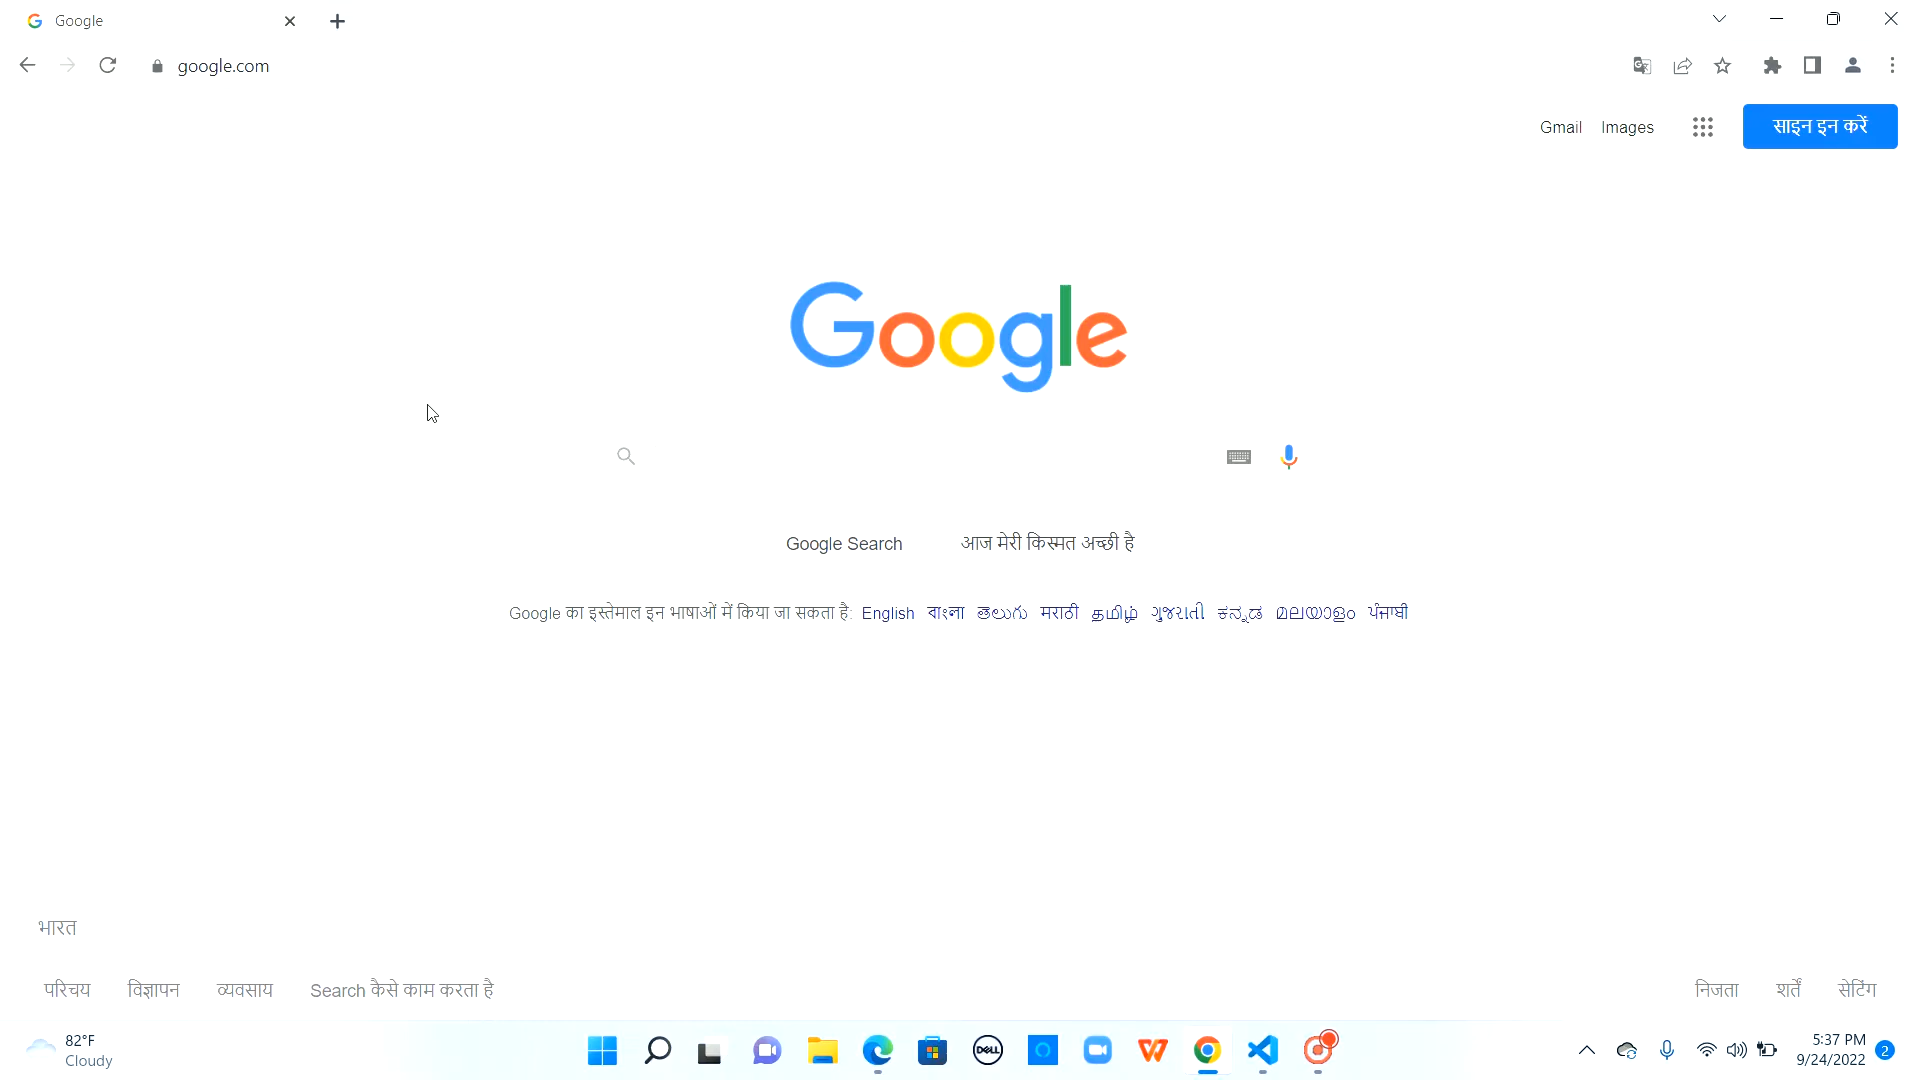 Google
google.com
Gmail Images साइन इन करें
Google
Google Search आज मेरी किस्मत अच्छी है
Google का इस्तेमाल इन भाषाओं में किया जा सकता है: English বাংলা తెలుగు मराठी தமிழ் ગુજરાતી ಕನ್ನಡ മലയാളം ਪੰਜਾਬੀ
भारत
परिचय विज्ञापन व्यवसाय Search कैसे काम करता है निजता शर्तें सेटिंग
82°F
Cloudy
DELL
5:37 PM
9/24/2022 2